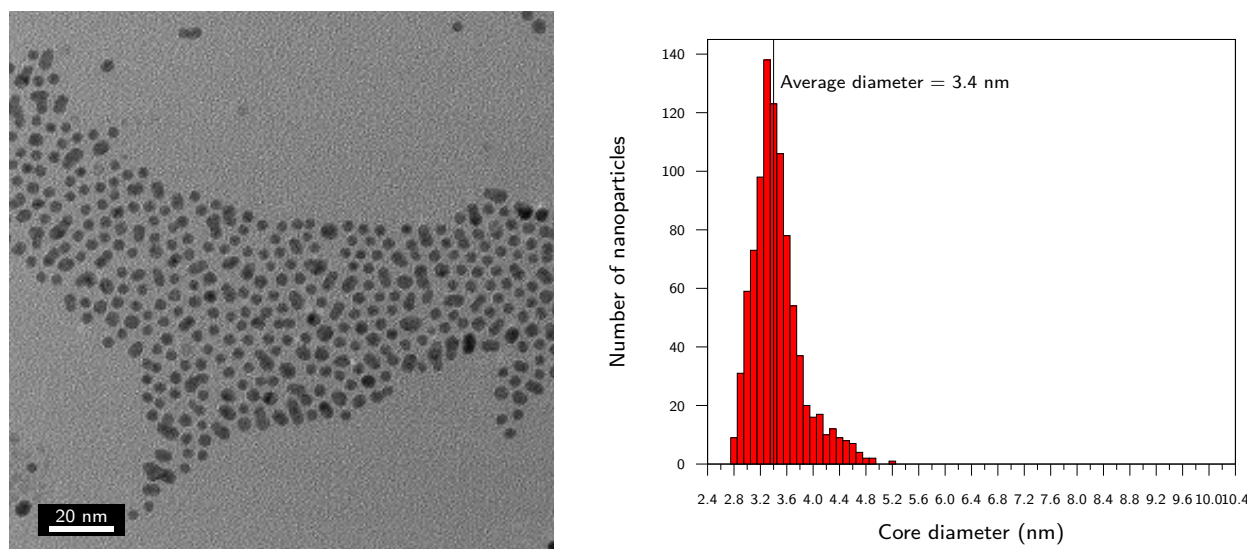 20 nm
Average diameter = 3.4 nm
Number of nanoparticles
140
120
100
80
60
40
20
0
2.4 2.8 3.2 3.6 4.0 4.4 4.8 5.2 5.6 6.0 6.4 6.8 7.2 7.6 8.0 8.4 8.8 9.2 9.6 10.0 10.4
Core diameter (nm)